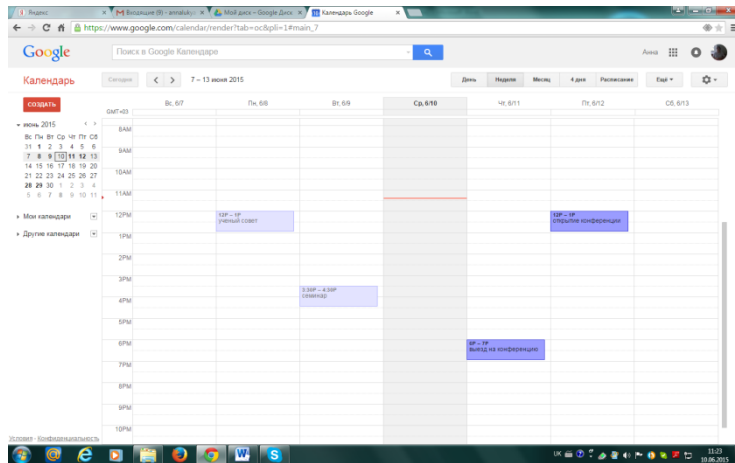 Яндекс
Входящие (9) - annaluky
Мой диск – Google Диск
Календарь Google
https://www.google.com/calendar/render?tab=oc&pli=1#main_7
Google
Поиск в Google Календаре
Анна
Календарь
Сегодня
7 – 13 июня 2015
День Неделя Месяц 4 дня Расписание
Ещё
СОЗДАТЬ
июнь 2015
Вс Пн Вт Ср Чт Пт Сб
31 1 2 3 4 5 6
7 8 9 10 11 12 13
14 15 16 17 18 19 20
21 22 23 24 25 26 27
28 29 30 1 2 3 4
5 6 7 8 9 10 11
Мои календари
Другие календари
GMT+03
Вс, 6/7 Пн, 6/8 Вт, 6/9 Ср, 6/10 Чт, 6/11 Пт, 6/12 Сб, 6/13
8AM
9AM
10AM
11AM
12PM
12P – 1P
ученый совет
12P – 1P
открытие конференции
1PM
2PM
3PM
3:30P – 4:30P
семинар
4PM
5PM
6PM
6P – 7P
выезд на конференцию
7PM
8PM
9PM
10PM
Условия - Конфиденциальность
UK
11:23
10.06.2015